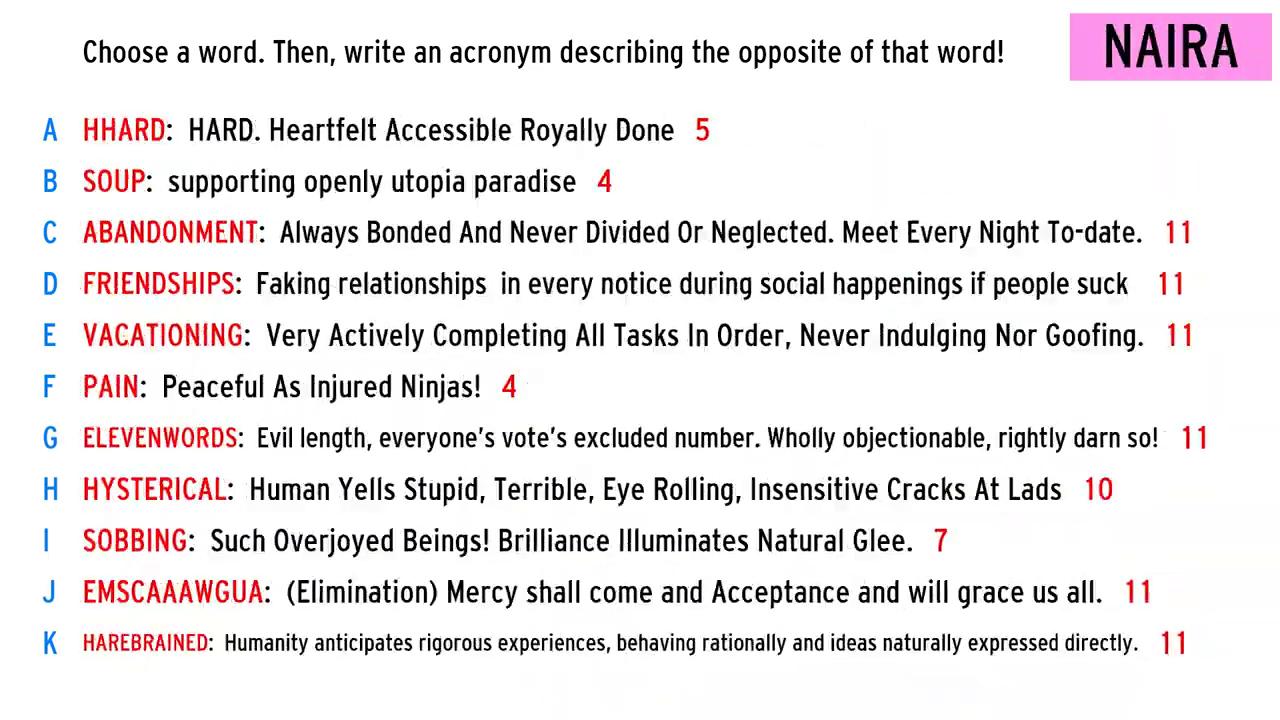 Choose a word. Then, write an acronym describing the opposite of that word!
NAIRA
A HHARD: HARD. Heartfelt Accessible Royally Done 5
B SOUP: supporting openly utopia paradise 4
C ABANDONMENT: Always Bonded And Never Divided Or Neglected. Meet Every Night To-date. 11
D FRIENDSHIPS: Faking relationships in every notice during social happenings if people suck 11
E VACATIONING: Very Actively Completing All Tasks In Order, Never Indulging Nor Goofing. 11
F PAIN: Peaceful As Injured Ninjas! 4
G ELEVENWORDS: Evil length, everyone's vote's excluded number. Wholly objectionable, rightly darn so! 11
H HYSTERICAL: Human Yells Stupid, Terrible, Eye Rolling, Insensitive Cracks At Lads 10
I SOBBING: Such Overjoyed Beings! Brilliance Illuminates Natural Glee. 7
J EMSCAAAWGUA: (Elimination) Mercy shall come and Acceptance and will grace us all. 11
K HAREBRAINED: Humanity anticipates rigorous experiences, behaving rationally and ideas naturally expressed directly. 11